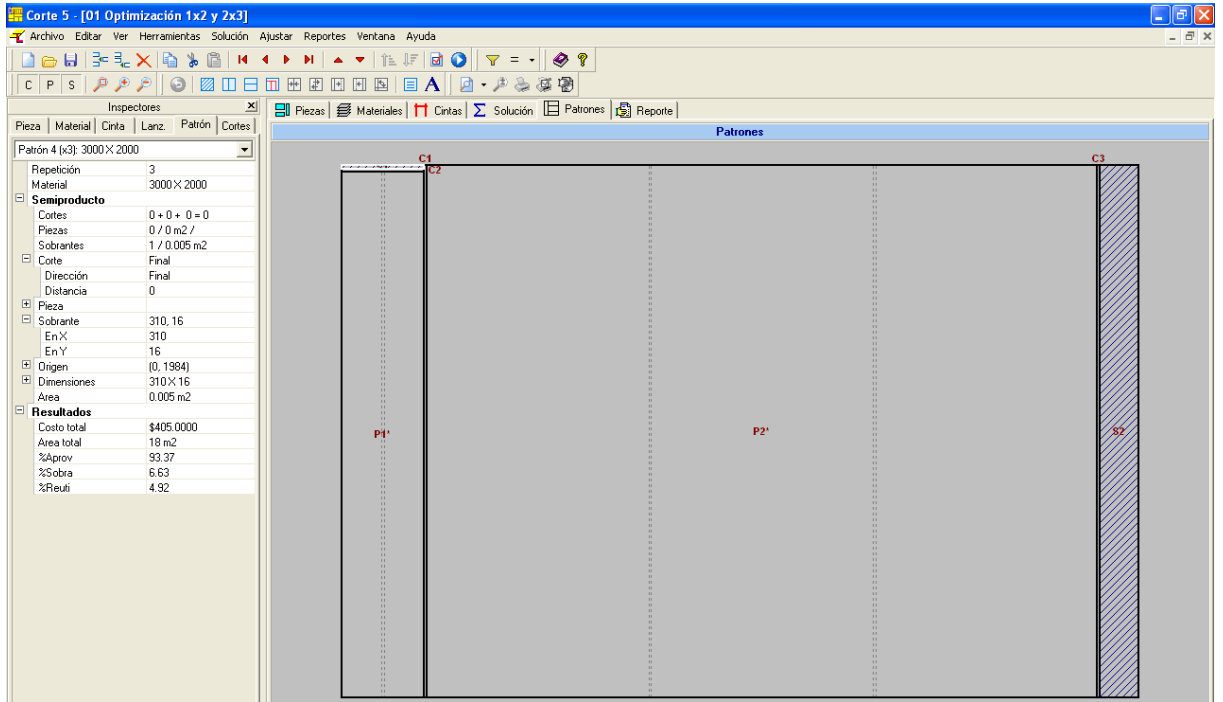 Corte 5 - [01 Optimización 1x2 y 2x3]
Archivo Editar Ver Herramientas Solución Ajustar Reportes Ventana Ayuda
C P S A
Inspectores
Pieza Material Cinta Lanz. Patrón Cortes
Piezas Materiales Cintas Solución Patrones Reporte
Patrones
Patrón 4 (x3): 3000 X 2000
Repetición 3
Material 3000 X 2000
Semiproducto
Cortes 0 + 0 + 0 = 0
Piezas 0 / 0 m2 /
Sobrantes 1 / 0.005 m2
Corte Final
Dirección Final
Distancia 0
Pieza
Sobrante 310, 16
En X 310
En Y 16
Origen (0, 1984)
Dimensiones 310 X 16
Area 0.005 m2
Resultados
Costo total $405.0000
Area total 18 m2
%Aprov 93.37
%Sobra 6.63
%Reuti 4.92
C1 C3
C2
P1' P2' S2